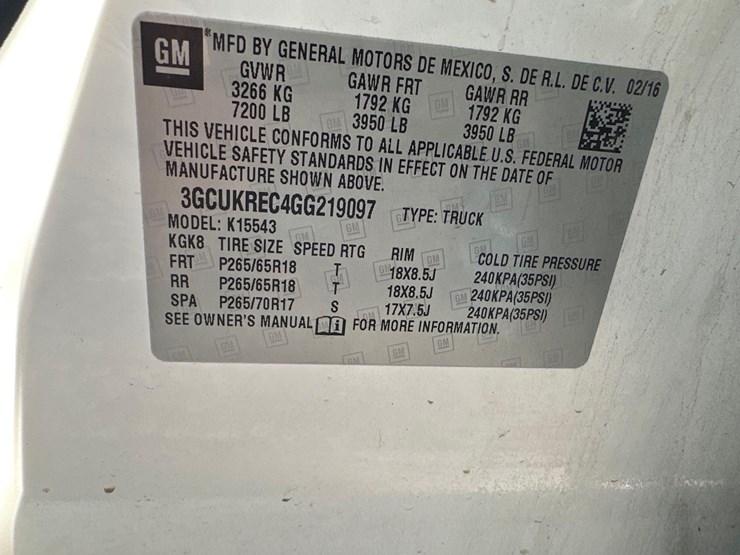 GM *MFD BY GENERAL MOTORS DE MEXICO, S. DE R.L. DE C.V. 02/16
GVWR GAWR FRT GAWR RR
3266 KG 1792 KG 1792 KG
7200 LB 3950 LB 3950 LB
THIS VEHICLE CONFORMS TO ALL APPLICABLE U.S. FEDERAL MOTOR
VEHICLE SAFETY STANDARDS IN EFFECT ON THE DATE OF
MANUFACTURE SHOWN ABOVE.
3GCUKREC4GG219097 TYPE: TRUCK
MODEL: K15543
KGK8 TIRE SIZE SPEED RTG RIM COLD TIRE PRESSURE
FRT P265/65R18 T 18X8.5J 240KPA(35PSI)
RR P265/65R18 T 18X8.5J 240KPA(35PSI)
SPA P265/70R17 S 17X7.5J 240KPA(35PSI)
SEE OWNER'S MANUAL i FOR MORE INFORMATION.